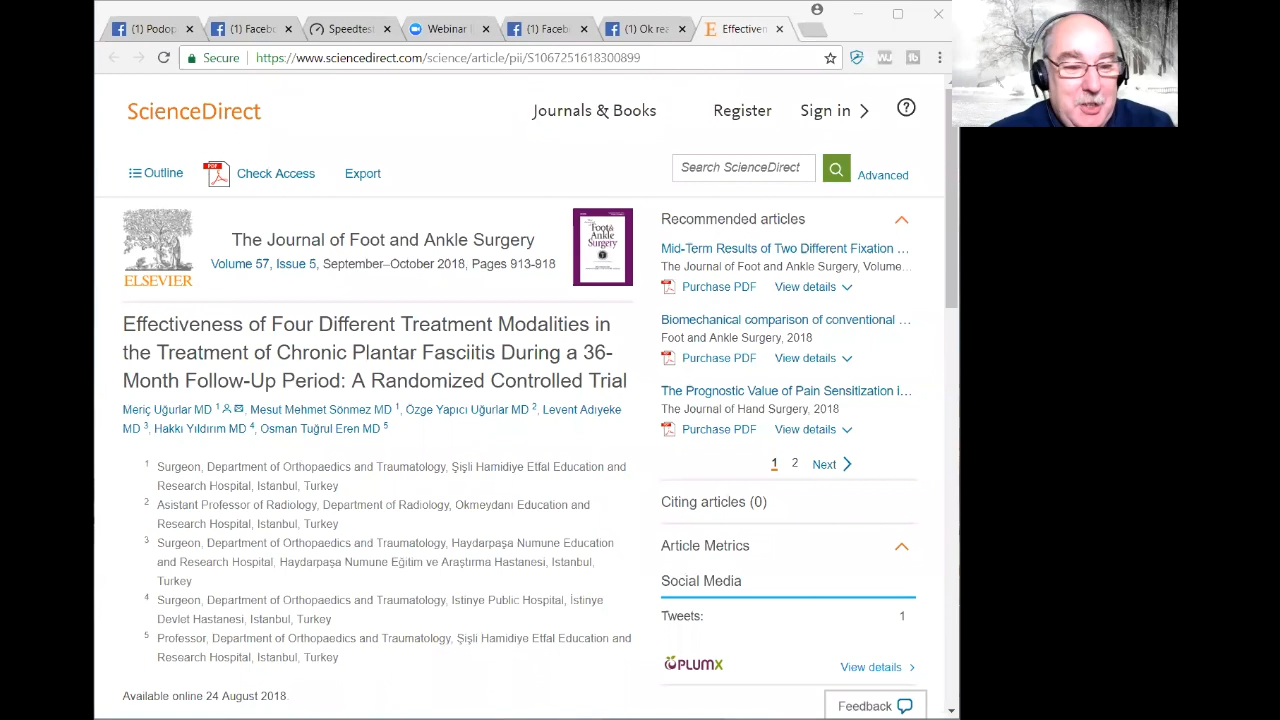 (1) Podop
(1) Facebo
Speedtes
Webinar
(1) Faceb
(1) Ok rea
Effectiven
Secure
https://www.sciencedirect.com/science/article/pii/S1067251618300899
ScienceDirect
Journals & Books
Register
Sign in
Outline
PDF
Check Access
Export
Search ScienceDirect
Advanced
ELSEVIER
The Journal of Foot and Ankle Surgery
Volume 57, Issue 5, September–October 2018, Pages 913-918
Foot&
Ankle
Surgery
Effectiveness of Four Different Treatment Modalities in
the Treatment of Chronic Plantar Fasciitis During a 36-
Month Follow-Up Period: A Randomized Controlled Trial
Meriç Uğurlar MD 1, Mesut Mehmet Sönmez MD 1, Özge Yapıcı Uğurlar MD 2, Levent Adıyeke
MD 3, Hakkı Yıldırım MD 4, Osman Tuğrul Eren MD 5
1 Surgeon, Department of Orthopaedics and Traumatology, Şişli Hamidiye Etfal Education and
Research Hospital, Istanbul, Turkey
2 Asistant Professor of Radiology, Department of Radiology, Okmeydanı Education and
Research Hospital, Istanbul, Turkey
3 Surgeon, Department of Orthopaedics and Traumatology, Haydarpaşa Numune Education
and Research Hospital, Haydarpaşa Numune Eğitim ve Araştırma Hastanesi, Istanbul,
Turkey
4 Surgeon, Department of Orthopaedics and Traumatology, Istinye Public Hospital, İstinye
Devlet Hastanesi, Istanbul, Turkey
5 Professor, Department of Orthopaedics and Traumatology, Şişli Hamidiye Etfal Education and
Research Hospital, Istanbul, Turkey
Available online 24 August 2018.
Recommended articles
Mid-Term Results of Two Different Fixation ...
The Journal of Foot and Ankle Surgery, Volume...
Purchase PDF View details
Biomechanical comparison of conventional ...
Foot and Ankle Surgery, 2018
Purchase PDF View details
The Prognostic Value of Pain Sensitization i...
The Journal of Hand Surgery, 2018
Purchase PDF View details
1 2 Next
Citing articles (0)
Article Metrics
Social Media
Tweets: 1
PLUMX
View details
Feedback